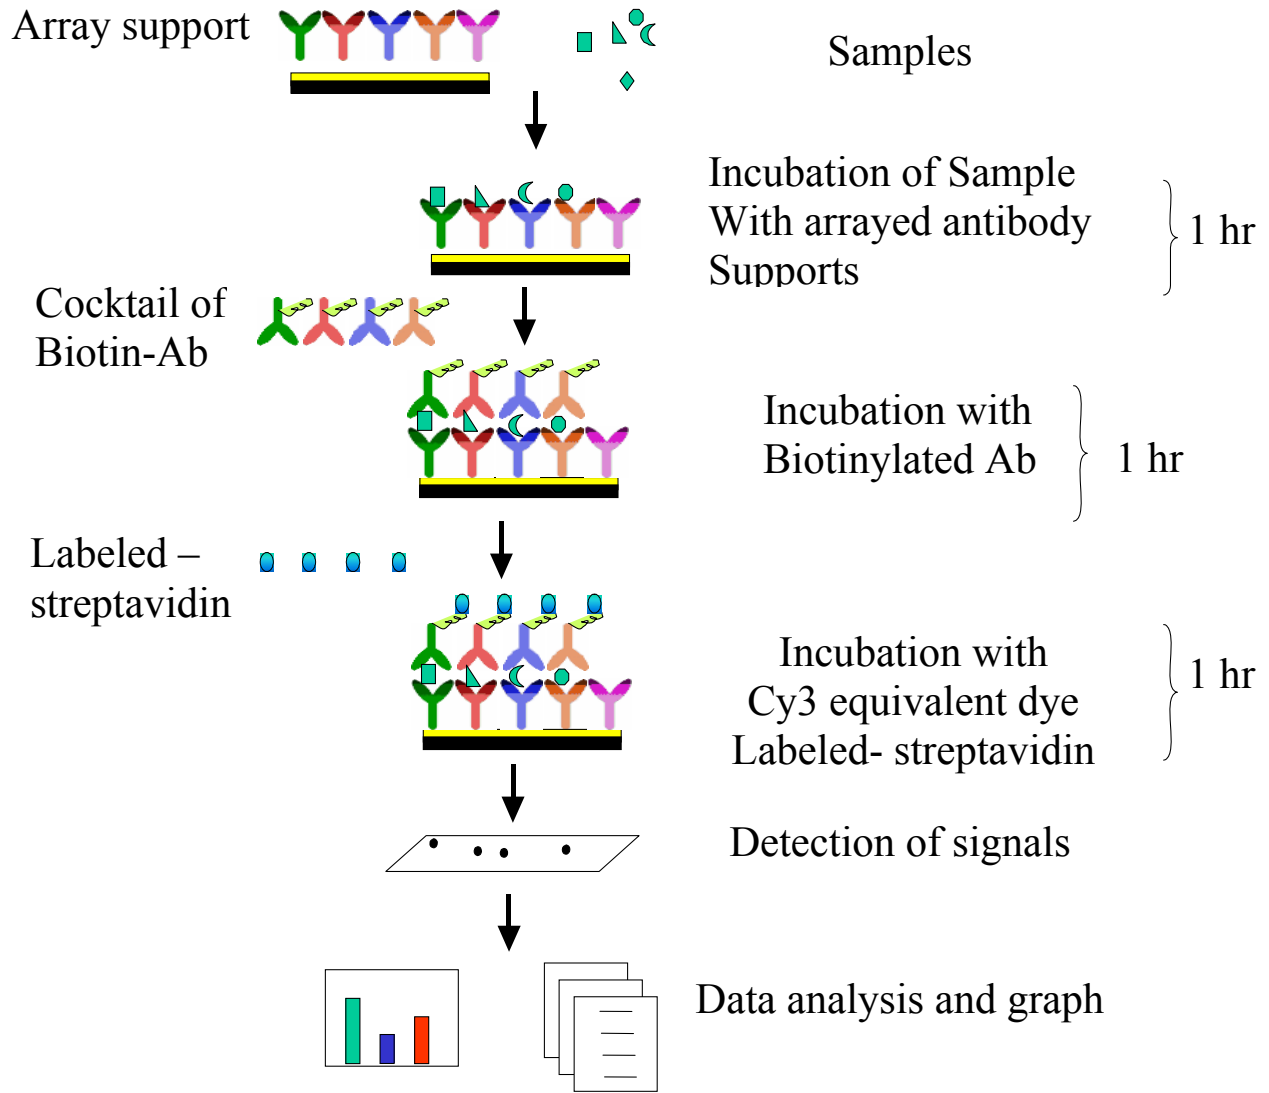 Array support
Samples
Incubation of Sample
With arrayed antibody
Supports
1 hr
Cocktail of
Biotin-Ab
Incubation with
Biotinylated Ab
1 hr
Labeled –
streptavidin
Incubation with
Cy3 equivalent dye
Labeled- streptavidin
1 hr
Detection of signals
Data analysis and graph